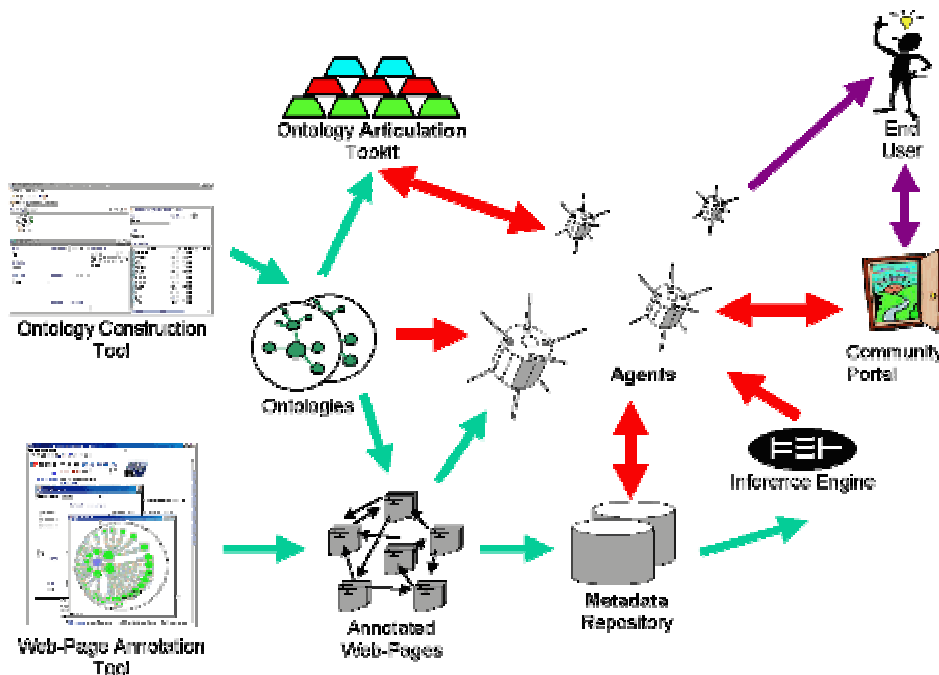 Ontology Articulation
Toolkit
End
User
Ontology Construction
Tool
Ontologies
Agents
Community
Portal
Inference Engine
Web-Page Annotation
Tool
Annotated
Web-Pages
Metadata
Repository